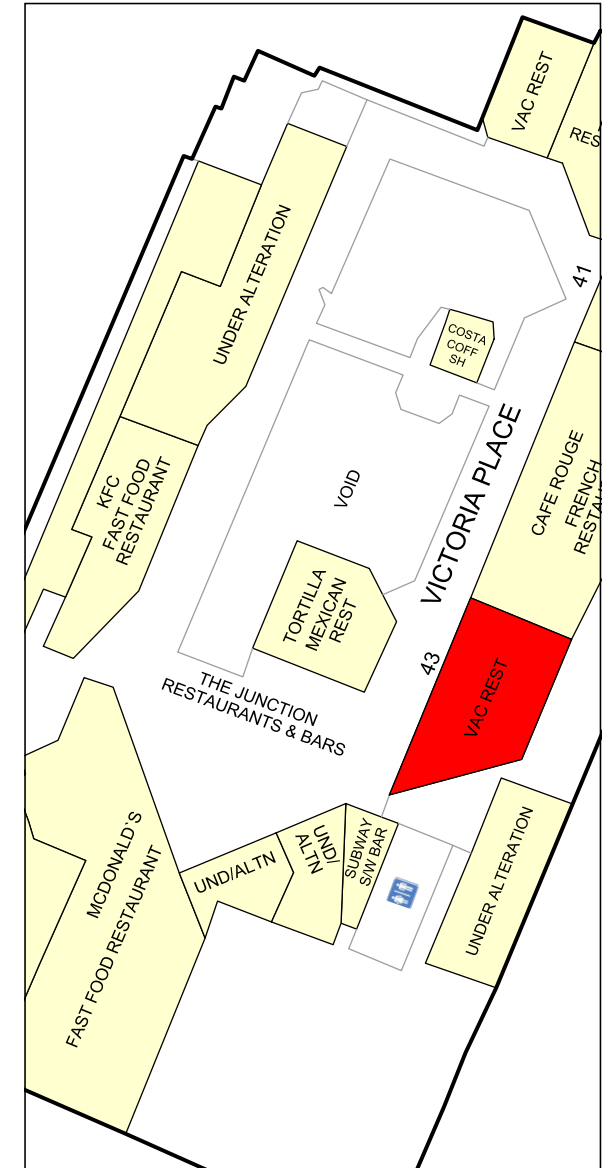 VAC REST
RES
41
UNDER ALTERATION
COSTA
COFF
SH
VICTORIA PLACE
CAFE ROUGE
FRENCH
RESTAU
VOID
KFC
FAST FOOD
RESTAURANT
TORTILLA
MEXICAN
REST
43
VAC REST
THE JUNCTION
RESTAURANTS & BARS
MCDONALD`S
FAST FOOD RESTAURANT
UND/ALTN
UND/
ALTN
SUBWAY
S/W BAR
UNDER ALTERATION